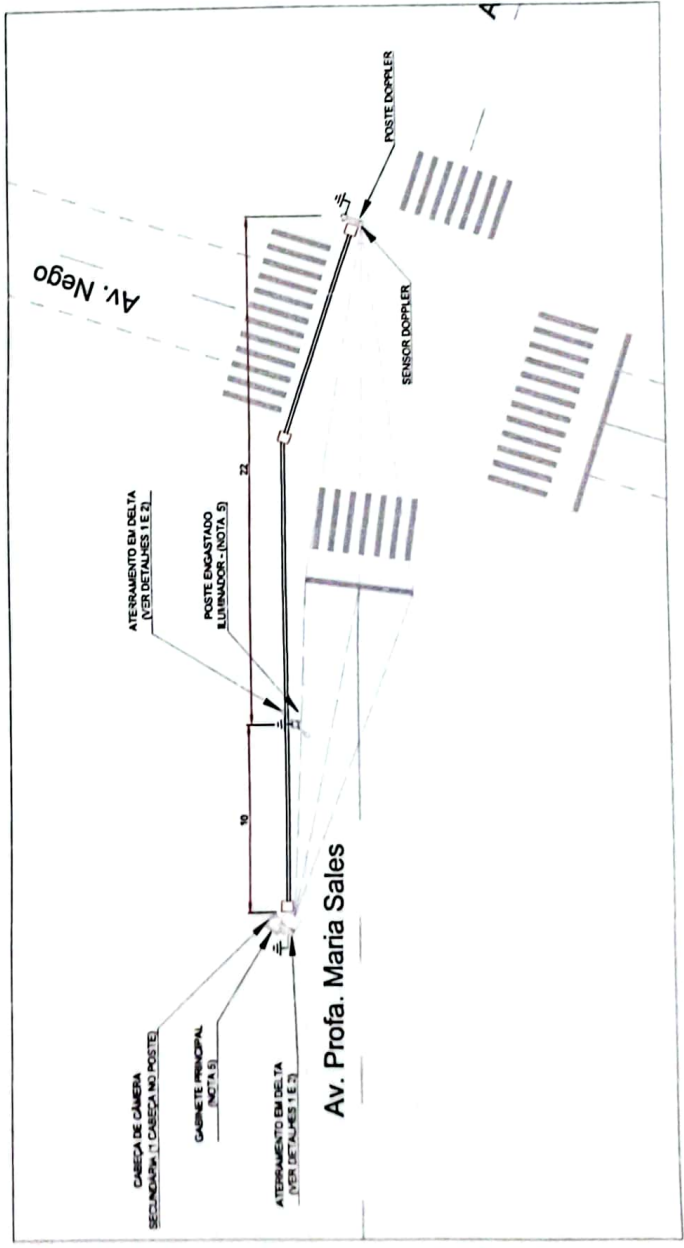 CABEÇA DE CÂMERA
SECUNDÁRIA (1 CABEÇA NO POSTE)
GABINETE PRINCIPAL
(NOTA 5)
ATERRAMENTO EM DELTA
(VER DETALHES 1 E 2)
Av. Profa. Maria Sales
10
ATERRAMENTO EM DELTA
(VER DETALHES 1 E 2)
POSTE ENGASTADO
ILUMINADOR - (NOTA 5)
22
Av. Nego
SENSOR DOPPLER
POSTE DOPPLER
A